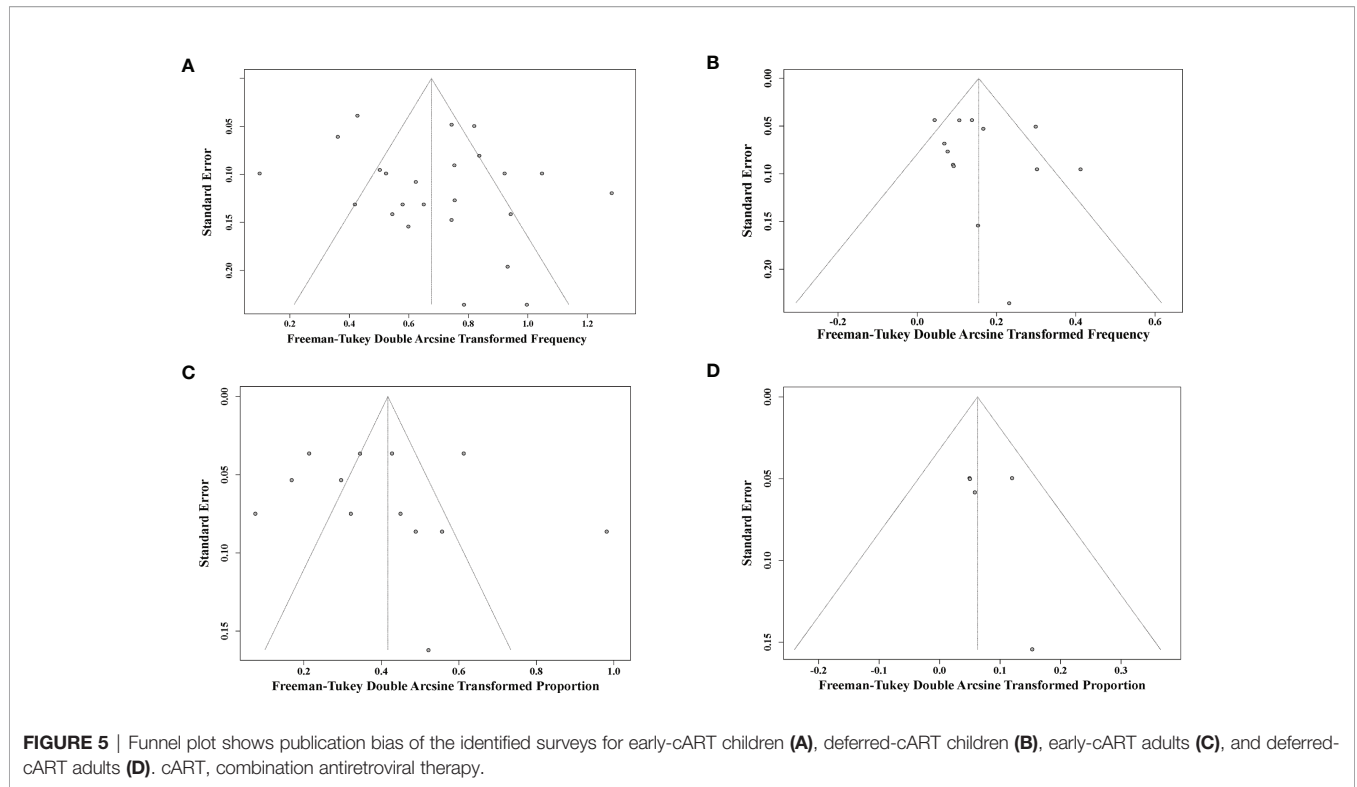 A
Standard Error
0.05
0.10
0.15
0.20
0.2 0.4 0.6 0.8 1.0 1.2
Freeman-Tukey Double Arcsine Transformed Frequency
B
Standard Error
0.00
0.05
0.10
0.15
0.20
-0.2 0.0 0.2 0.4 0.6
Freeman-Tukey Double Arcsine Transformed Frequency
C
Standard Error
0.00
0.05
0.10
0.15
0.2 0.4 0.6 0.8 1.0
Freeman-Tukey Double Arcsine Transformed Proportion
D
Standard Error
0.00
0.05
0.10
0.15
-0.2 -0.1 0.0 0.1 0.2 0.3
Freeman-Tukey Double Arcsine Transformed Proportion
FIGURE 5 | Funnel plot shows publication bias of the identified surveys for early-cART children (A), deferred-cART children (B), early-cART adults (C), and deferred-
cART adults (D). cART, combination antiretroviral therapy.